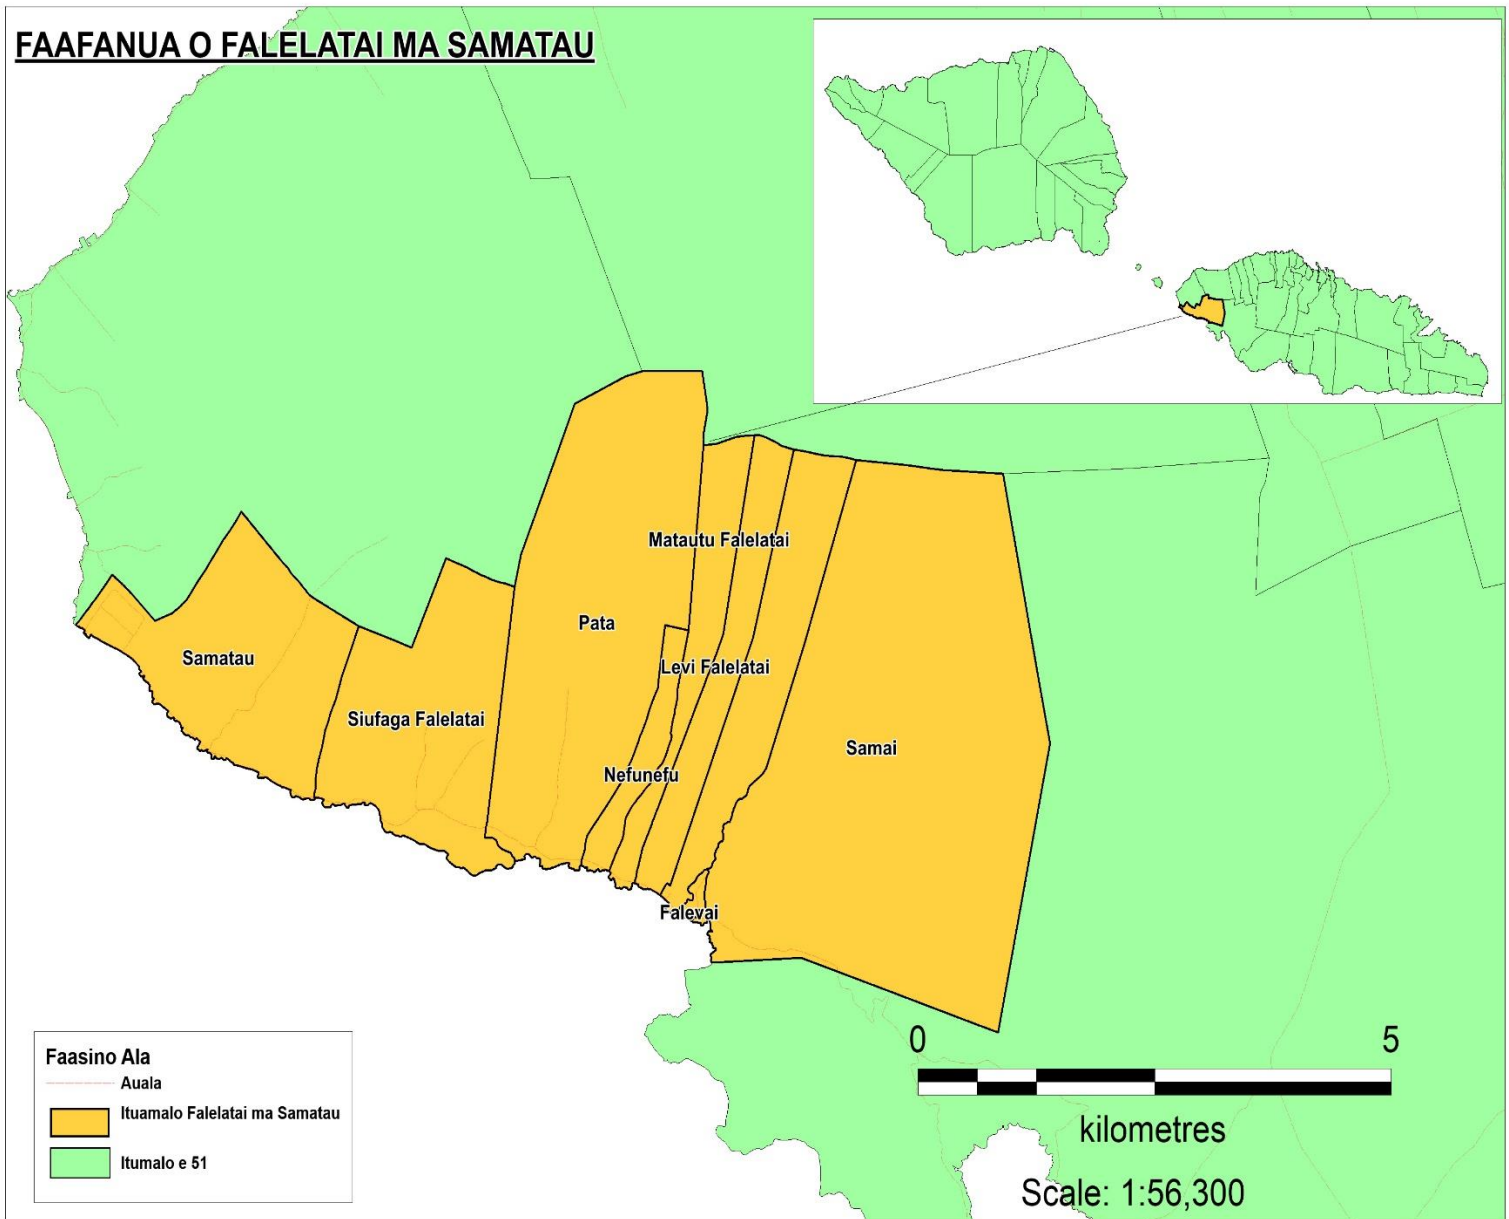 FAAFANUA O FALELATAI MA SAMATAU
Matautu Falelatai
Pata
Samatau
Levi Falelatai
Siufaga Falelatai
Samai
Nefunefu
Falevai
Faasino Ala
Auala
Ituamalo Falelatai ma Samatau
Itumalo e 51
0 5
kilometres
Scale: 1:56,300